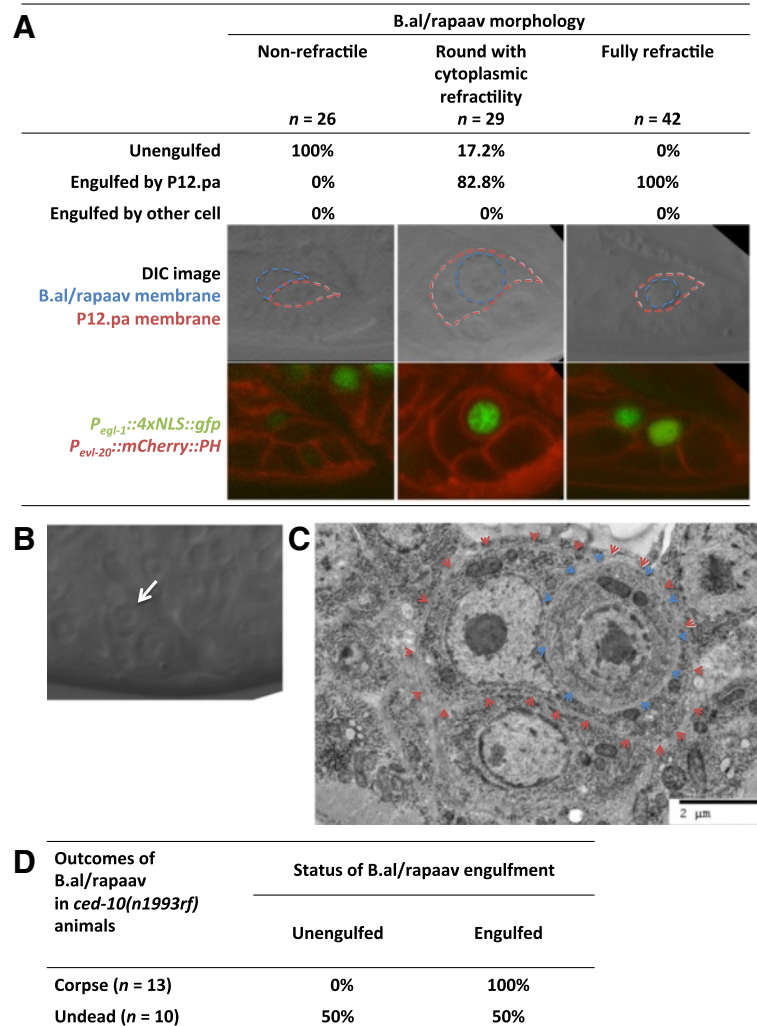 A
B.al/rapaav morphology
Non-refractile Round with cytoplasmic refractility Fully refractile
n = 26 n = 29 n = 42
Unengulfed 100% 17.2% 0%
Engulfed by P12.pa 0% 82.8% 100%
Engulfed by other cell 0% 0% 0%
DIC image
B.al/rapaav membrane
P12.pa membrane
Pegl-1::4xNLS::gfp
Pevl-20::mCherry::PH
B
C
2 μm
D
Outcomes of
B.al/rapaav
in ced-10(n1993rf)
animals
Status of B.al/rapaav engulfment
Unengulfed Engulfed
Corpse (n = 13) 0% 100%
Undead (n = 10) 50% 50%